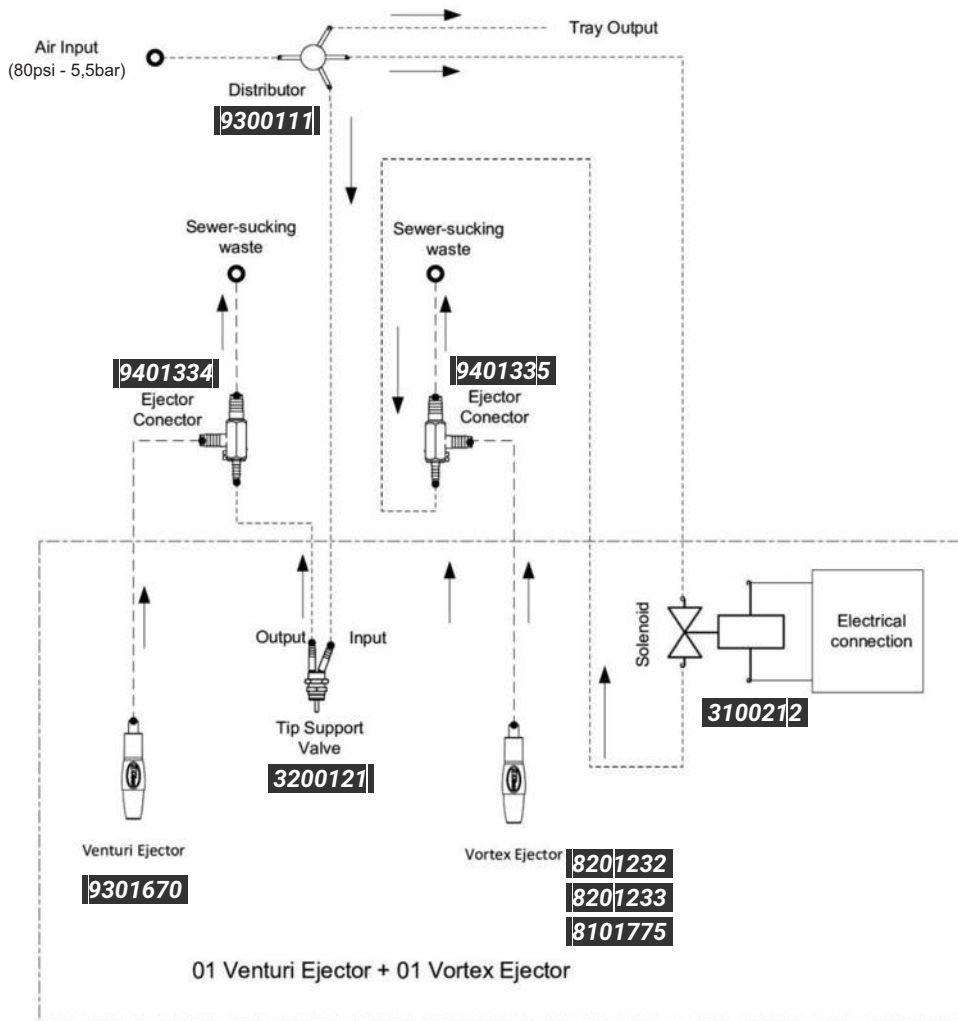 Tray Output
Air Input
(80psi - 5,5bar)
Distributor
9300111
Sewer-sucking
waste
Sewer-sucking
waste
9401334
Ejector
Conector
9401335
Ejector
Conector
Output
Input
Solenoid
Electrical
connection
3100212
Tip Support
Valve
3200121
Venturi Ejector
9301670
Vortex Ejector
8201232
8201233
8101775
01 Venturi Ejector + 01 Vortex Ejector